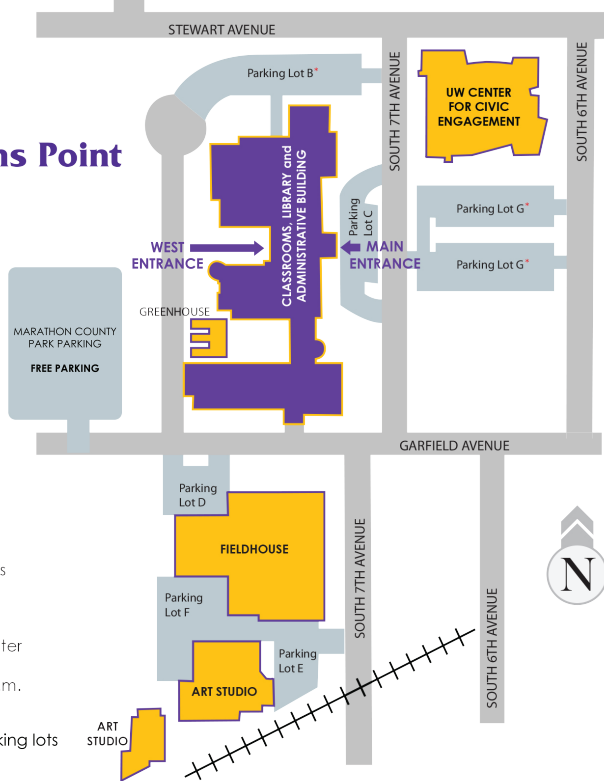 STEWART AVENUE
Parking Lot B*
SOUTH 7TH AVENUE
SOUTH 6TH AVENUE
UW CENTER
FOR CIVIC
ENGAGEMENT
ns Point
CLASSROOMS, LIBRARY and
ADMINISTRATIVE BUILDING
Parking
Lot C
Parking Lot G*
WEST
ENTRANCE
MAIN
ENTRANCE
Parking Lot G*
GREENHOUSE
MARATHON COUNTY
PARK PARKING
FREE PARKING
GARFIELD AVENUE
Parking
Lot D
FIELDHOUSE
SOUTH 7TH AVENUE
N
s
Parking
Lot F
SOUTH 6TH AVENUE
ter
Parking
Lot E
m.
ART STUDIO
ART
STUDIO
king lots